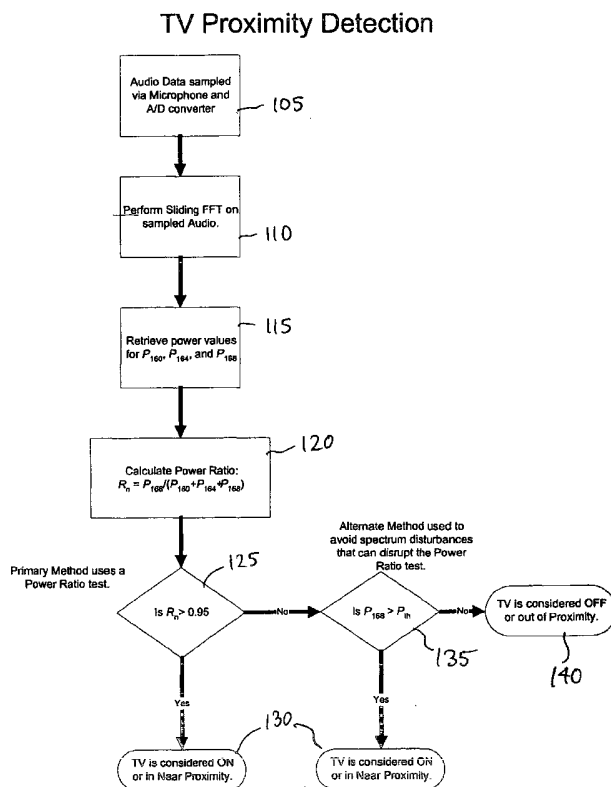 TV Proximity Detection
Audio Data sampled
via Microphone and
A/D converter
105
Perform Sliding FFT on
sampled Audio.
110
115
Retrieve power values
for P160, P164, and P168
120
Calculate Power Ratio:
Rn = P168/(P160+P164+P168)
Alternate Method used to
avoid spectrum disturbances
that can disrupt the Power
Ratio test.
Primary Method uses a
Power Ratio test.
125
Is Rn > 0.95
No
Is P168 > Pth
No
TV is considered OFF
or out of Proximity.
135
140
Yes
Yes
130
TV is considered ON
or in Near Proximity.
TV is considered ON
or in Near Proximity.